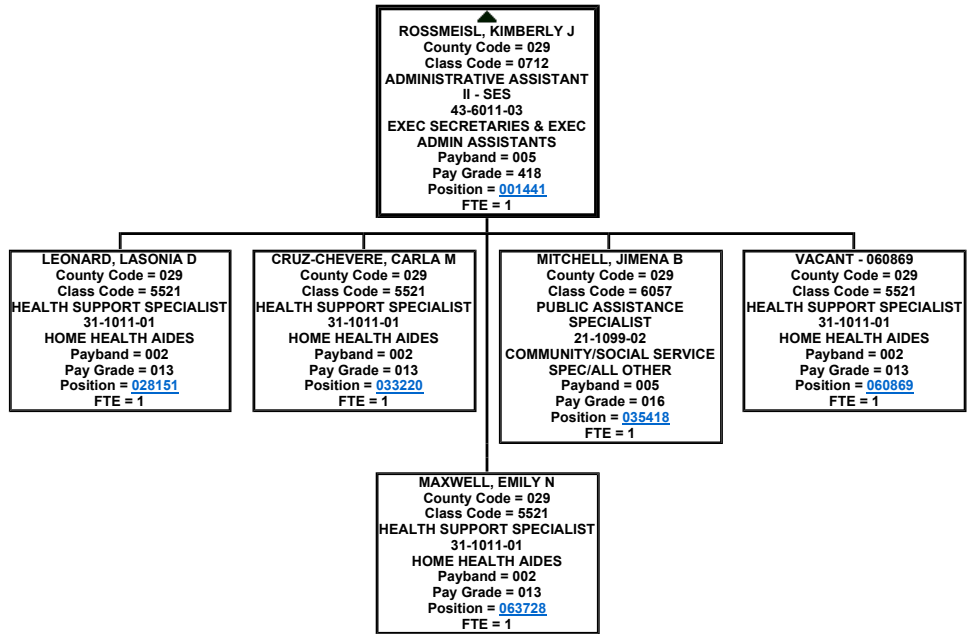 ROSSMEISL, KIMBERLY J
County Code = 029
Class Code = 0712
ADMINISTRATIVE ASSISTANT
II - SES
43-6011-03
EXEC SECRETARIES & EXEC
ADMIN ASSISTANTS
Payband = 005
Pay Grade = 418
Position = 001441
FTE = 1
LEONARD, LASONIA D
County Code = 029
Class Code = 5521
HEALTH SUPPORT SPECIALIST
31-1011-01
HOME HEALTH AIDES
Payband = 002
Pay Grade = 013
Position = 028151
FTE = 1
CRUZ-CHEVERE, CARLA M
County Code = 029
Class Code = 5521
HEALTH SUPPORT SPECIALIST
31-1011-01
HOME HEALTH AIDES
Payband = 002
Pay Grade = 013
Position = 033220
FTE = 1
MITCHELL, JIMENA B
County Code = 029
Class Code = 6057
PUBLIC ASSISTANCE
SPECIALIST
21-1099-02
COMMUNITY/SOCIAL SERVICE
SPEC/ALL OTHER
Payband = 005
Pay Grade = 016
Position = 035418
FTE = 1
VACANT - 060869
County Code = 029
Class Code = 5521
HEALTH SUPPORT SPECIALIST
31-1011-01
HOME HEALTH AIDES
Payband = 002
Pay Grade = 013
Position = 060869
FTE = 1
MAXWELL, EMILY N
County Code = 029
Class Code = 5521
HEALTH SUPPORT SPECIALIST
31-1011-01
HOME HEALTH AIDES
Payband = 002
Pay Grade = 013
Position = 063728
FTE = 1